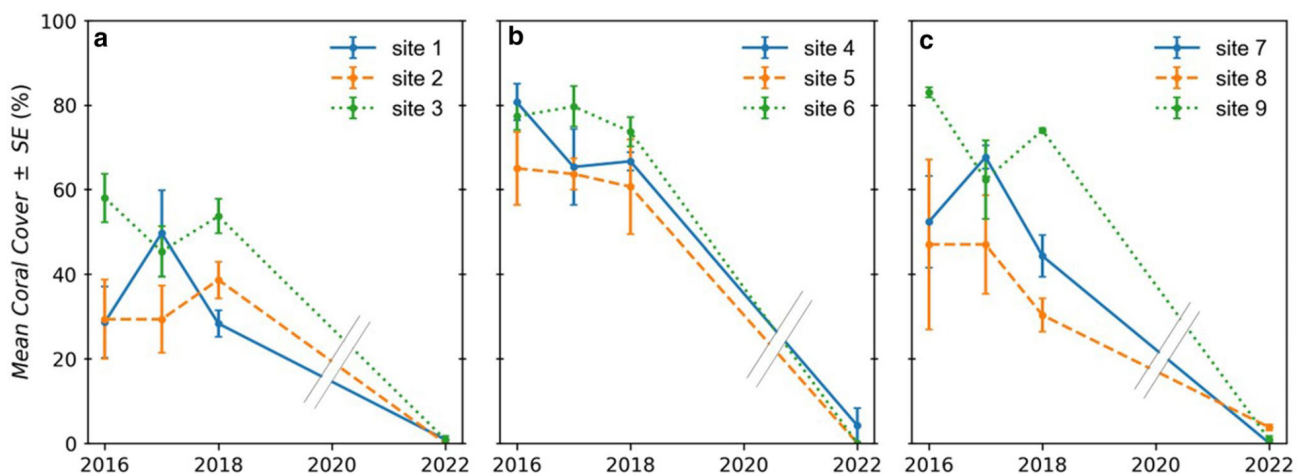 Mean Coral Cover ± SE (%)
100
80
60
40
20
0
a
site 1
site 2
site 3
2016
2018
2020
2022
b
site 4
site 5
site 6
2016
2018
2020
2022
c
site 7
site 8
site 9
2016
2018
2020
2022